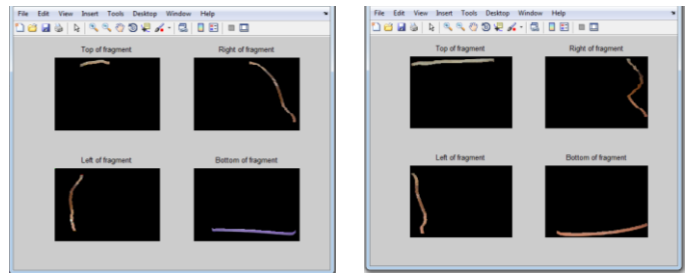 File Edit View Insert Tools Desktop Window Help
Top of fragment
Right of fragment
Left of fragment
Bottom of fragment
File Edit View Insert Tools Desktop Window Help
Top of fragment
Right of fragment
Left of fragment
Bottom of fragment